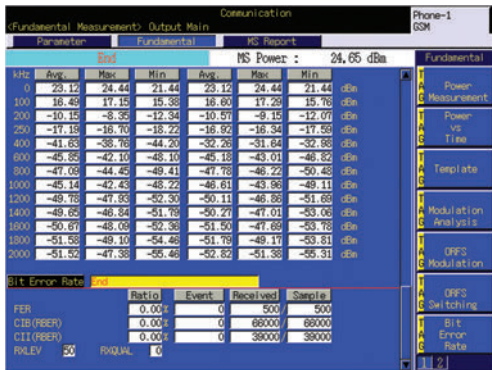 Communication
Phone-1
<Fundamental Measurement> Output Main
GSM
Parameter Fundamental MS Report
End MS Power : 24.65 dBm
Fundamental
kHz Avg. Max Min Avg. Max Min
0 23.12 24.44 21.44 23.12 24.44 21.44 dBm
100 16.49 17.15 15.38 16.60 17.29 15.76 dBm
200 -10.15 -8.35 -12.34 -10.57 -9.15 -12.07 dBm
250 -17.19 -16.70 -18.22 -16.92 -16.34 -17.59 dBm
400 -41.63 -38.76 -44.20 -32.26 -31.64 -32.98 dBm
600 -45.85 -42.10 -48.10 -45.18 -43.01 -46.82 dBm
800 -47.09 -44.45 -49.41 -47.78 -46.22 -50.48 dBm
1000 -45.14 -42.43 -48.22 -46.61 -43.96 -49.11 dBm
1200 -49.78 -47.93 -52.30 -50.11 -46.86 -51.69 dBm
1400 -49.65 -46.84 -51.79 -50.27 -47.01 -53.06 dBm
1600 -50.67 -48.09 -52.36 -51.50 -47.69 -53.78 dBm
1800 -51.58 -49.10 -54.46 -51.79 -49.17 -53.81 dBm
2000 -51.52 -47.38 -55.46 -52.82 -51.38 -55.31 dBm
Bit Error Rate End
Ratio Event Received Sample
FER 0.00% 0 500/ 500
CIB(RBER) 0.00% 0 66000/ 66000
CII(RBER) 0.00% 0 39000/ 39000
RXLEV 50 RXQUAL 0
TAG Power Measurement
TAG Power vs Time
TAG Template
TAG Modulation Analysis
TAG ORFS Modulation
TAG ORFS Switching
TAG Bit Error Rate
1 2